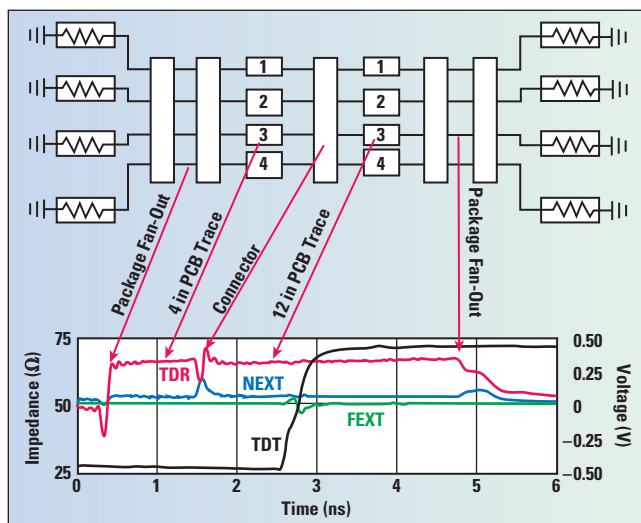 1 1
2 2
3 3
4 4
Package Fan-Out
4 in PCB Trace
Connector
12 in PCB Trace
Package Fan-Out
Impedance (Ω)
75
50
25
TDR
NEXT
TDT
FEXT
0.50
0.25
0
−0.25
−0.50
Voltage (V)
0 1 2 3 4 5 6
Time (ns)